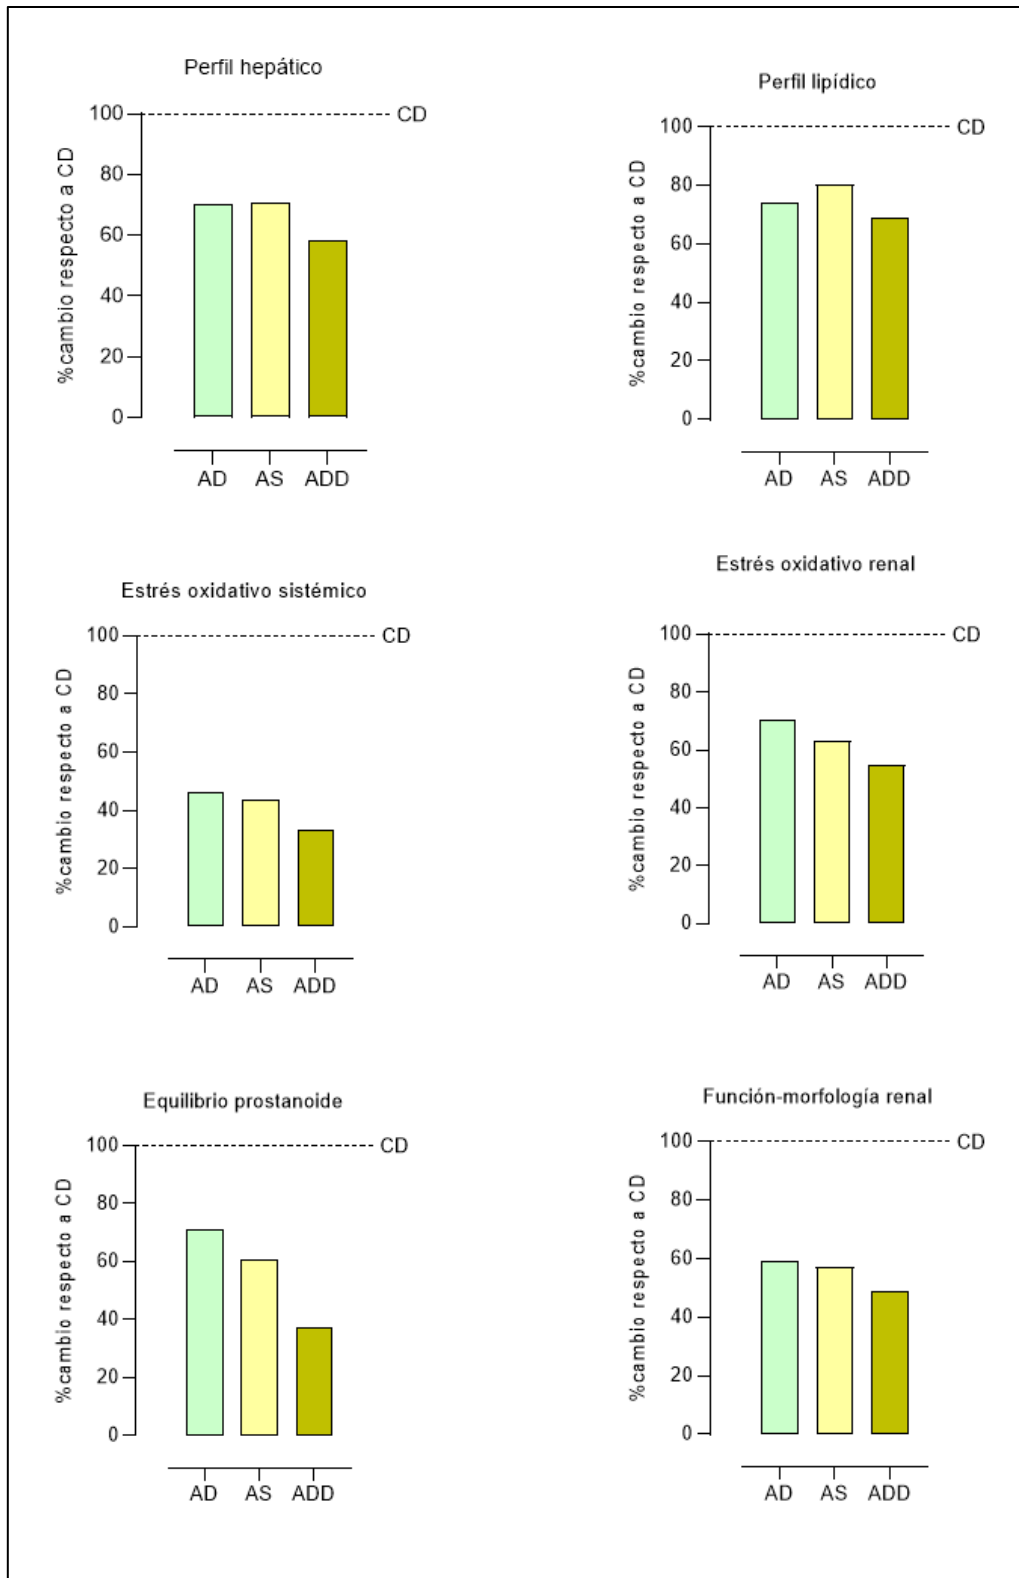 Perfil hepático
%cambio respecto a CD
100
80
60
40
20
0
CD
AD AS ADD
Perfil lipídico
%cambio respecto a CD
100
80
60
40
20
0
CD
AD AS ADD
Estrés oxidativo sistémico
%cambio respecto a CD
100
80
60
40
20
0
CD
AD AS ADD
Estrés oxidativo renal
%cambio respecto a CD
100
80
60
40
20
0
CD
AD AS ADD
Equilibrio prostanoide
%cambio respecto a CD
100
80
60
40
20
0
CD
AD AS ADD
Función-morfología renal
%cambio respecto a CD
100
80
60
40
20
0
CD
AD AS ADD